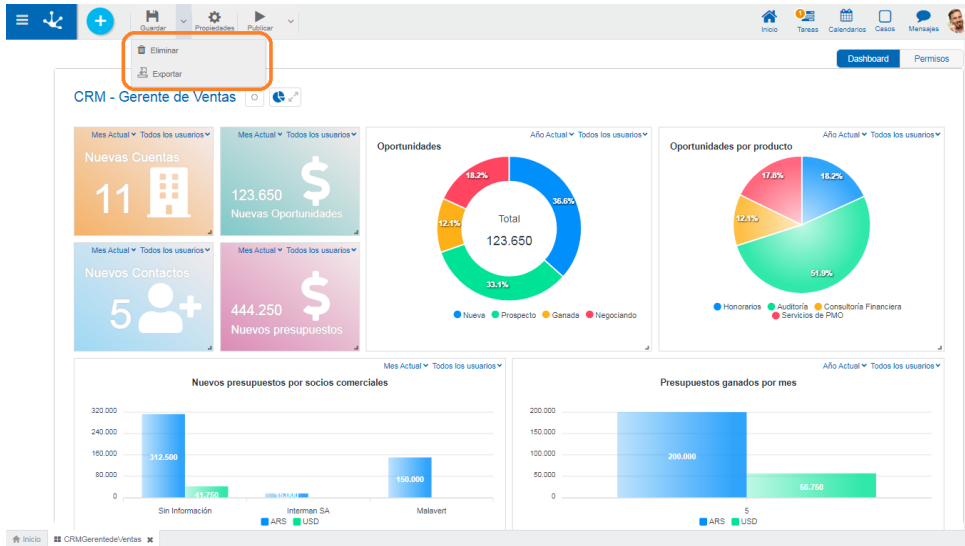 Guardar
Propiedades
Publicar
Inicio
1
Tareas
Calendarios
Casos
Mensajes
Eliminar
Exportar
Dashboard
Permisos
CRM - Gerente de Ventas
Mes Actual Todos los usuarios
Nuevas Cuentas
11
Mes Actual Todos los usuarios
123.650
Nuevas Oportunidades
Mes Actual Todos los usuarios
Nuevos Contactos
5
Mes Actual Todos los usuarios
444.250
Nuevos presupuestos
Año Actual Todos los usuarios
Oportunidades
18.2%
36.6%
12.1%
33.1%
Total
123.650
Nueva Prospecto Ganada Negociando
Año Actual Todos los usuarios
Oportunidades por producto
17.8%
18.2%
12.1%
51.9%
Honorarios Auditoría Consultoría Financiera
Servicios de PMO
Mes Actual Todos los usuarios
Nuevos presupuestos por socios comerciales
320.000
240.000
160.000
80.000
0
312.500
41.750
150.000
Sin Información
Interman SA
Malavert
ARS USD
Año Actual Todos los usuarios
Presupuestos ganados por mes
200.000
150.000
100.000
50.000
0
200.000
56.750
5
ARS USD
Inicio
CRMGerentedeVentas